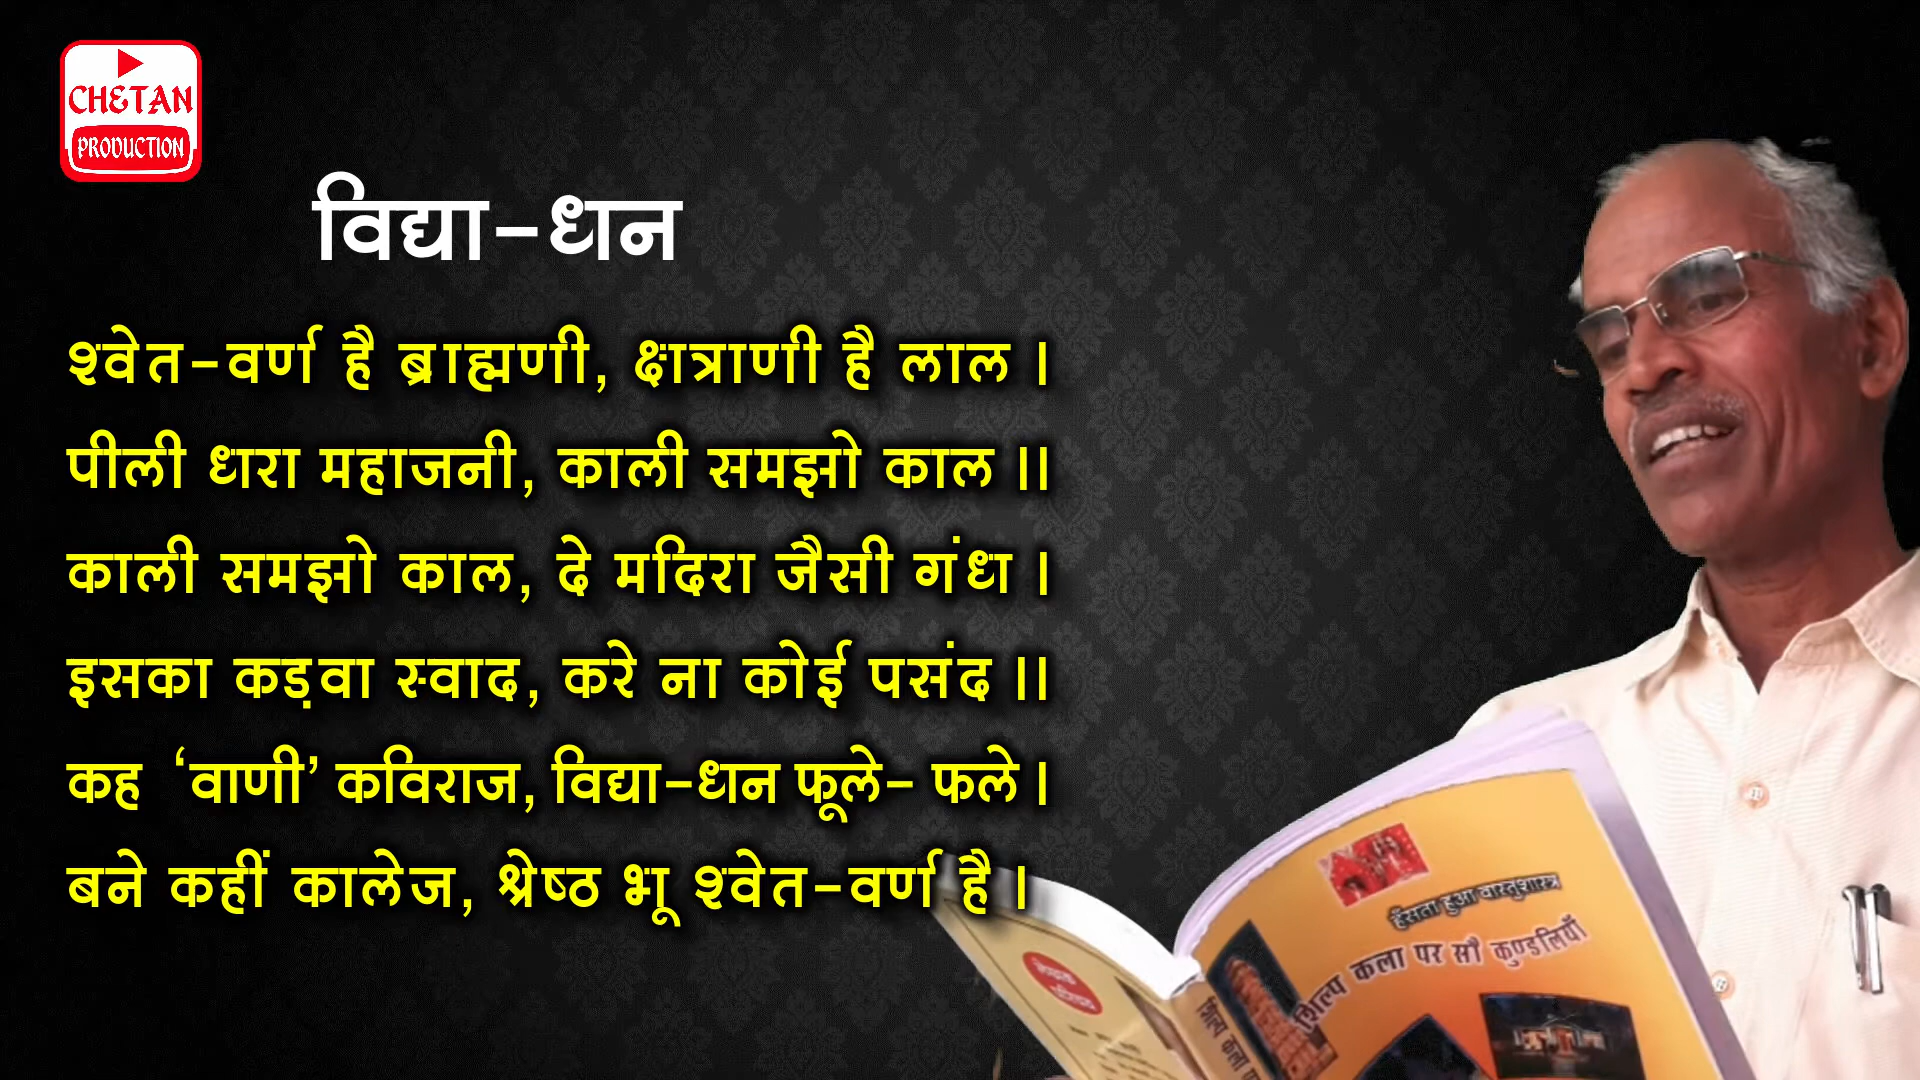 CHETAN
PRODUCTION
विद्या-धन
श्वेत-वर्ण है ब्राह्मणी, क्षात्राणी है लाल ।
पीली धारा महाजनी, काली समझो काल ।।
काली समझो काल, दे मदिरा जैसी गंध ।
इसका कड़वा स्वाद, करे ना कोई पसंद ।।
कह ‘वाणी’ कविराज, विद्या-धन फूले- फले ।
बने कहीं कालेज, श्रेष्ठ भू श्वेत-वर्ण है ।
हँसता हुआ वास्तुशास्त्र
शिल्प कला पर सौ कुण्डलियाँ
शिल्प कला